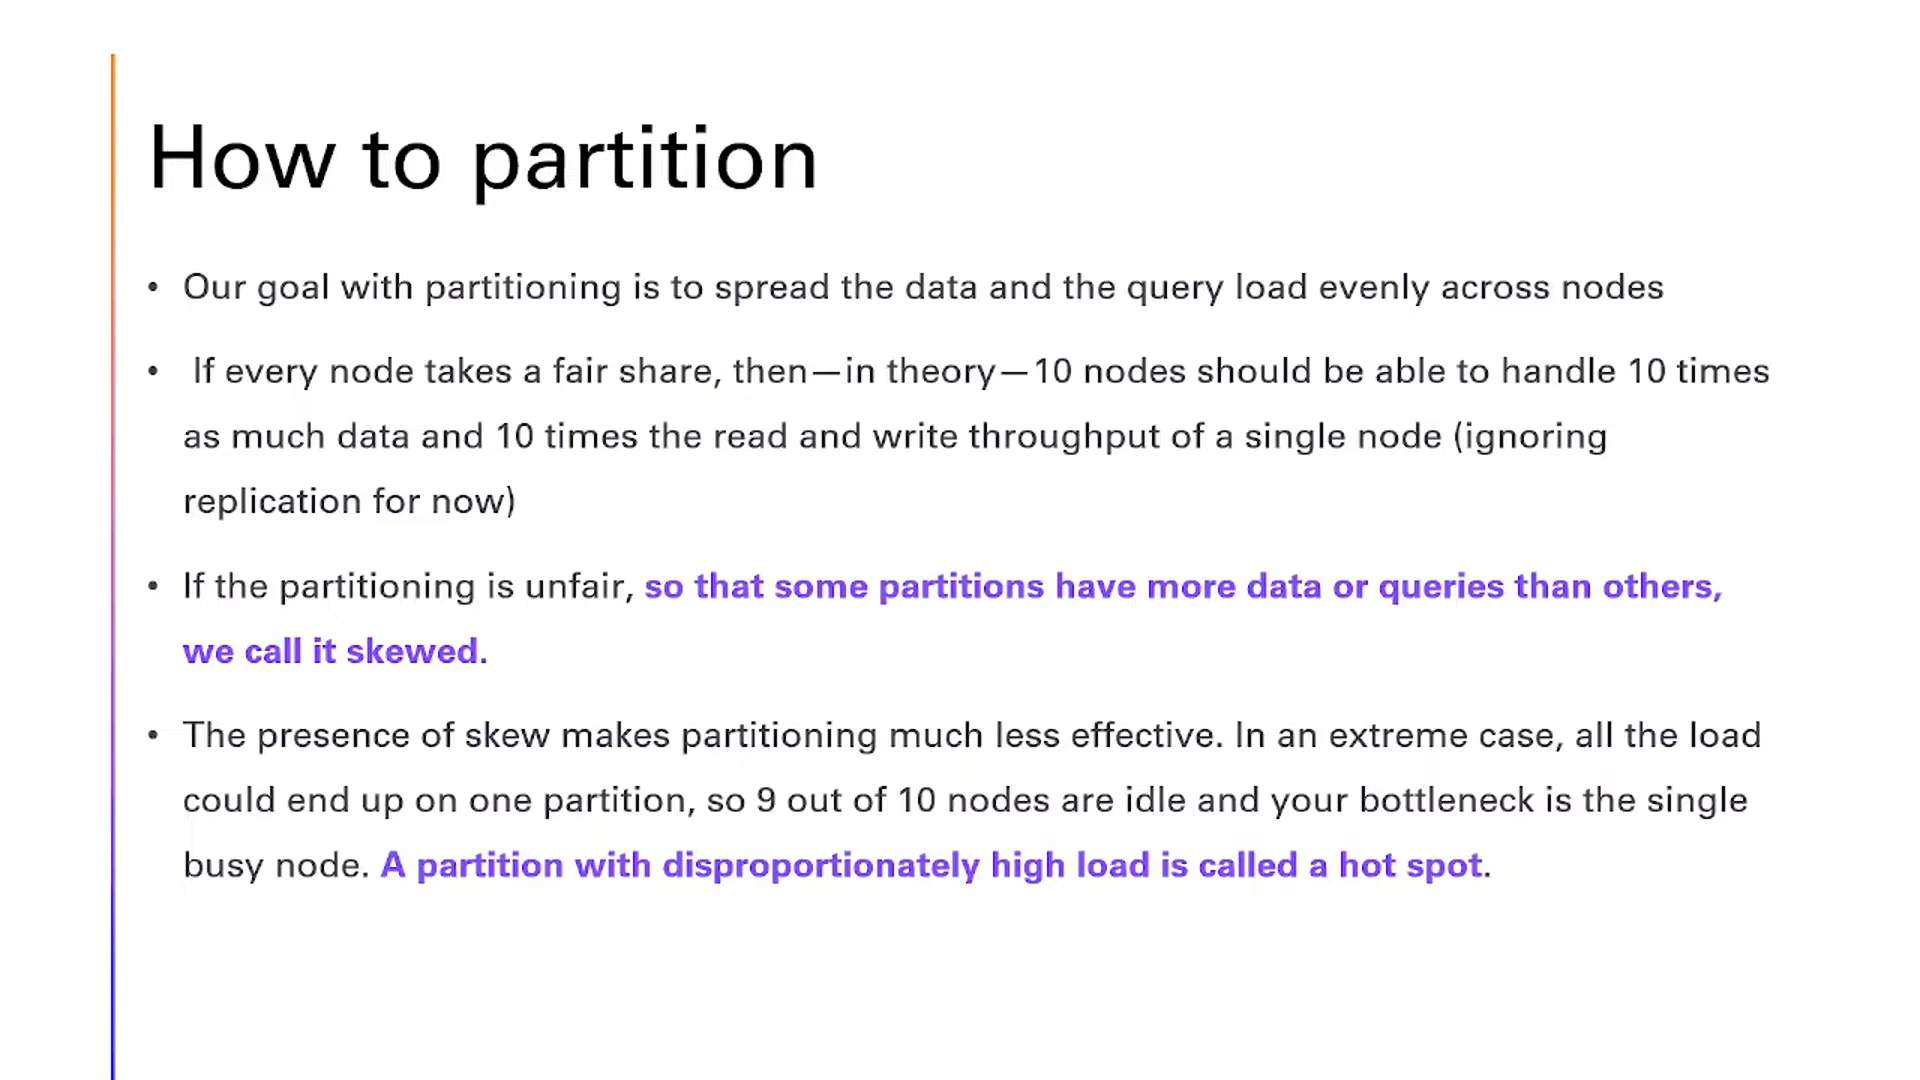 How to partition
• Our goal with partitioning is to spread the data and the query load evenly across nodes
• If every node takes a fair share, then—in theory—10 nodes should be able to handle 10 times
as much data and 10 times the read and write throughput of a single node (ignoring
replication for now)
• If the partitioning is unfair, so that some partitions have more data or queries than others,
we call it skewed.
• The presence of skew makes partitioning much less effective. In an extreme case, all the load
could end up on one partition, so 9 out of 10 nodes are idle and your bottleneck is the single
busy node. A partition with disproportionately high load is called a hot spot.